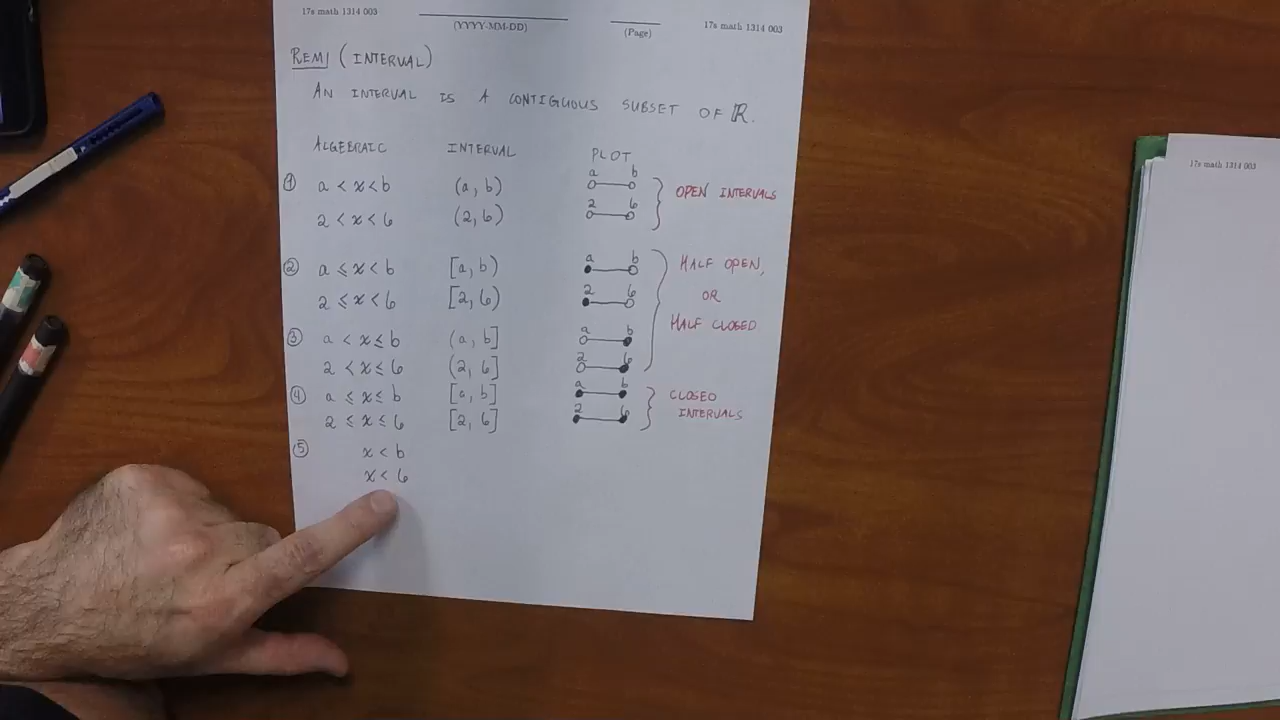 17s math 1314 003 (YYYY-MM-DD) (Page) 17s math 1314 003
REM| (INTERVAL)
AN INTERVAL IS A CONTIGUOUS SUBSET OF ℝ.
ALGEBRAIC INTERVAL PLOT
① a < x < b (a, b) a b
2 < x < 6 (2, 6) 2 6
OPEN INTERVALS
② a ≤ x < b [a, b) a b
2 ≤ x < 6 [2, 6) 2 6
③ a < x ≤ b (a, b] a b
2 < x ≤ 6 (2, 6] 2 6
HALF OPEN,
OR
HALF CLOSED
④ a ≤ x ≤ b [a, b] a b
2 ≤ x ≤ 6 [2, 6] 2 6
CLOSED
INTERVALS
⑤ x < b
x < 6
17s math 1314 003